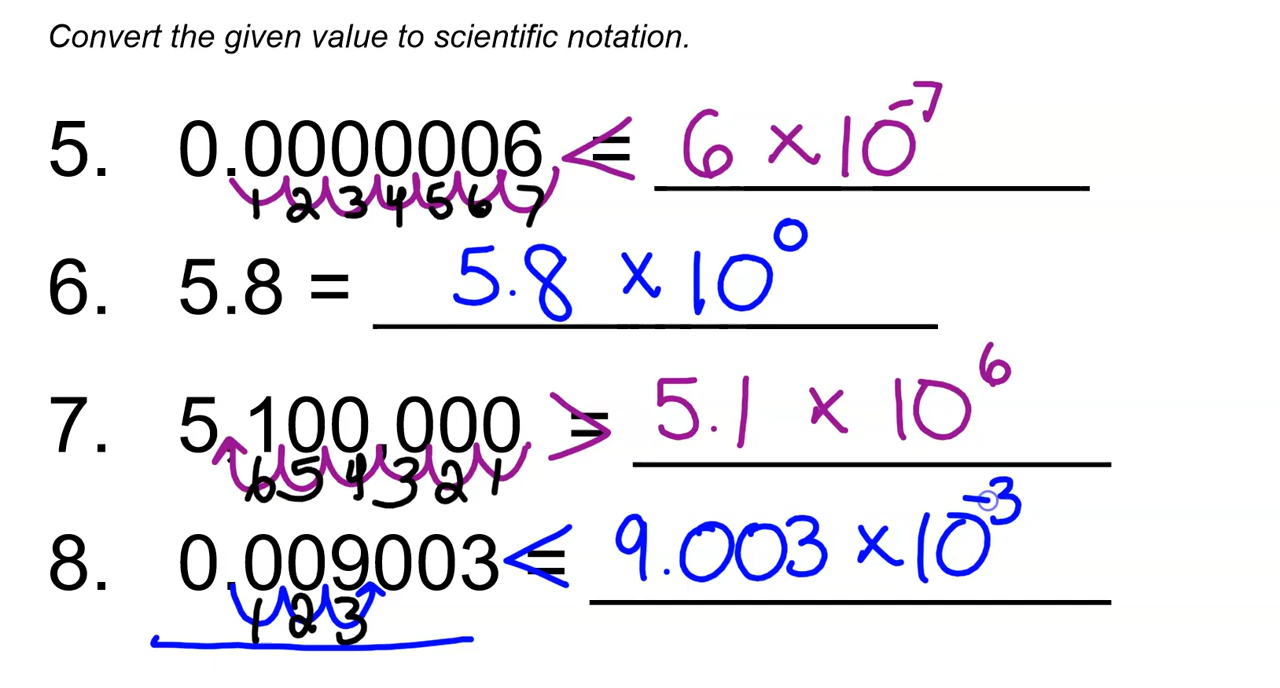 Convert the given value to scientific notation.
5. 0.0000006. < = 6 × 10⁻⁷
1 2 3 4 5 6 7
6. 5.8 = 5.8 × 10⁰
7. 5,100,000. > = 5.1 × 10⁶
6 5 4 3 2 1
8. 0.009003 < = 9.003 × 10⁻³
1 2 3